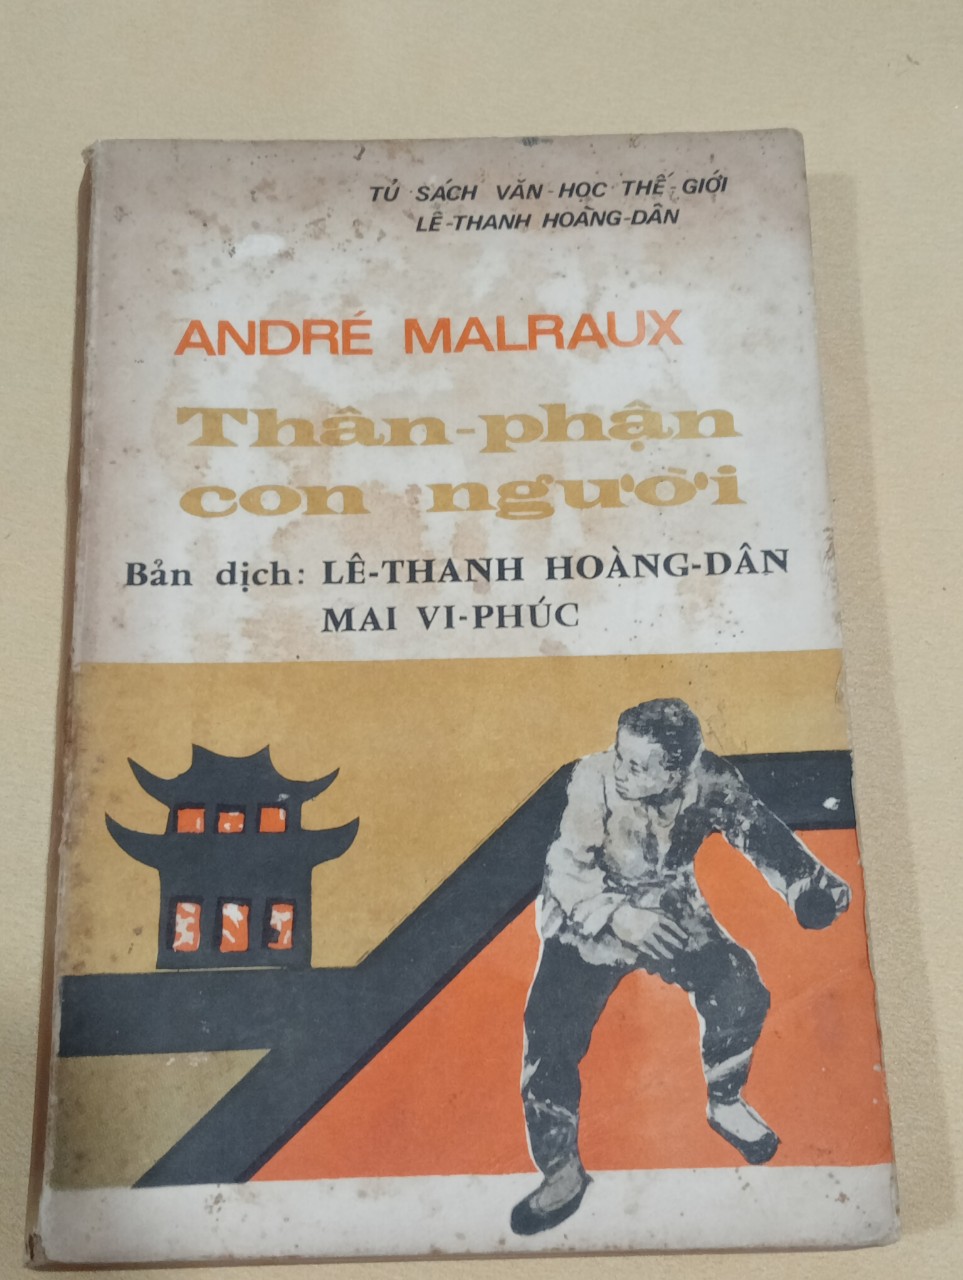 TỦ SÁCH VĂN-HỌC THẾ-GIỚI
LÊ-THANH HOÀNG-DÂN
ANDRÉ MALRAUX
Thân-phận
con người
Bản dịch: LÊ-THANH HOÀNG-DÂN
MAI VI-PHÚC